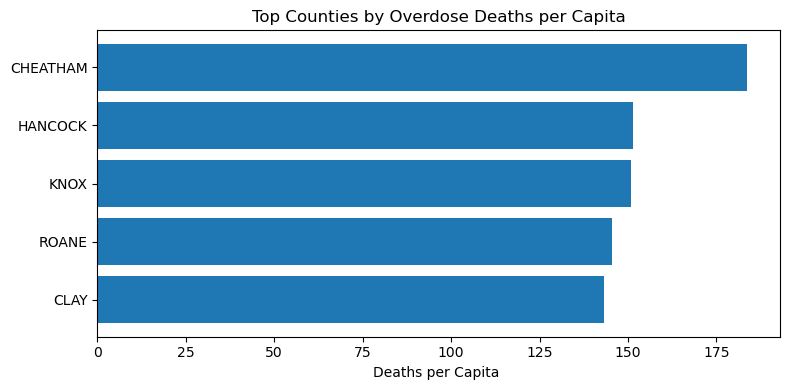 Top Counties by Overdose Deaths per Capita
CHEATHAM
HANCOCK
KNOX
ROANE
CLAY
0 25 50 75 100 125 150 175
Deaths per Capita